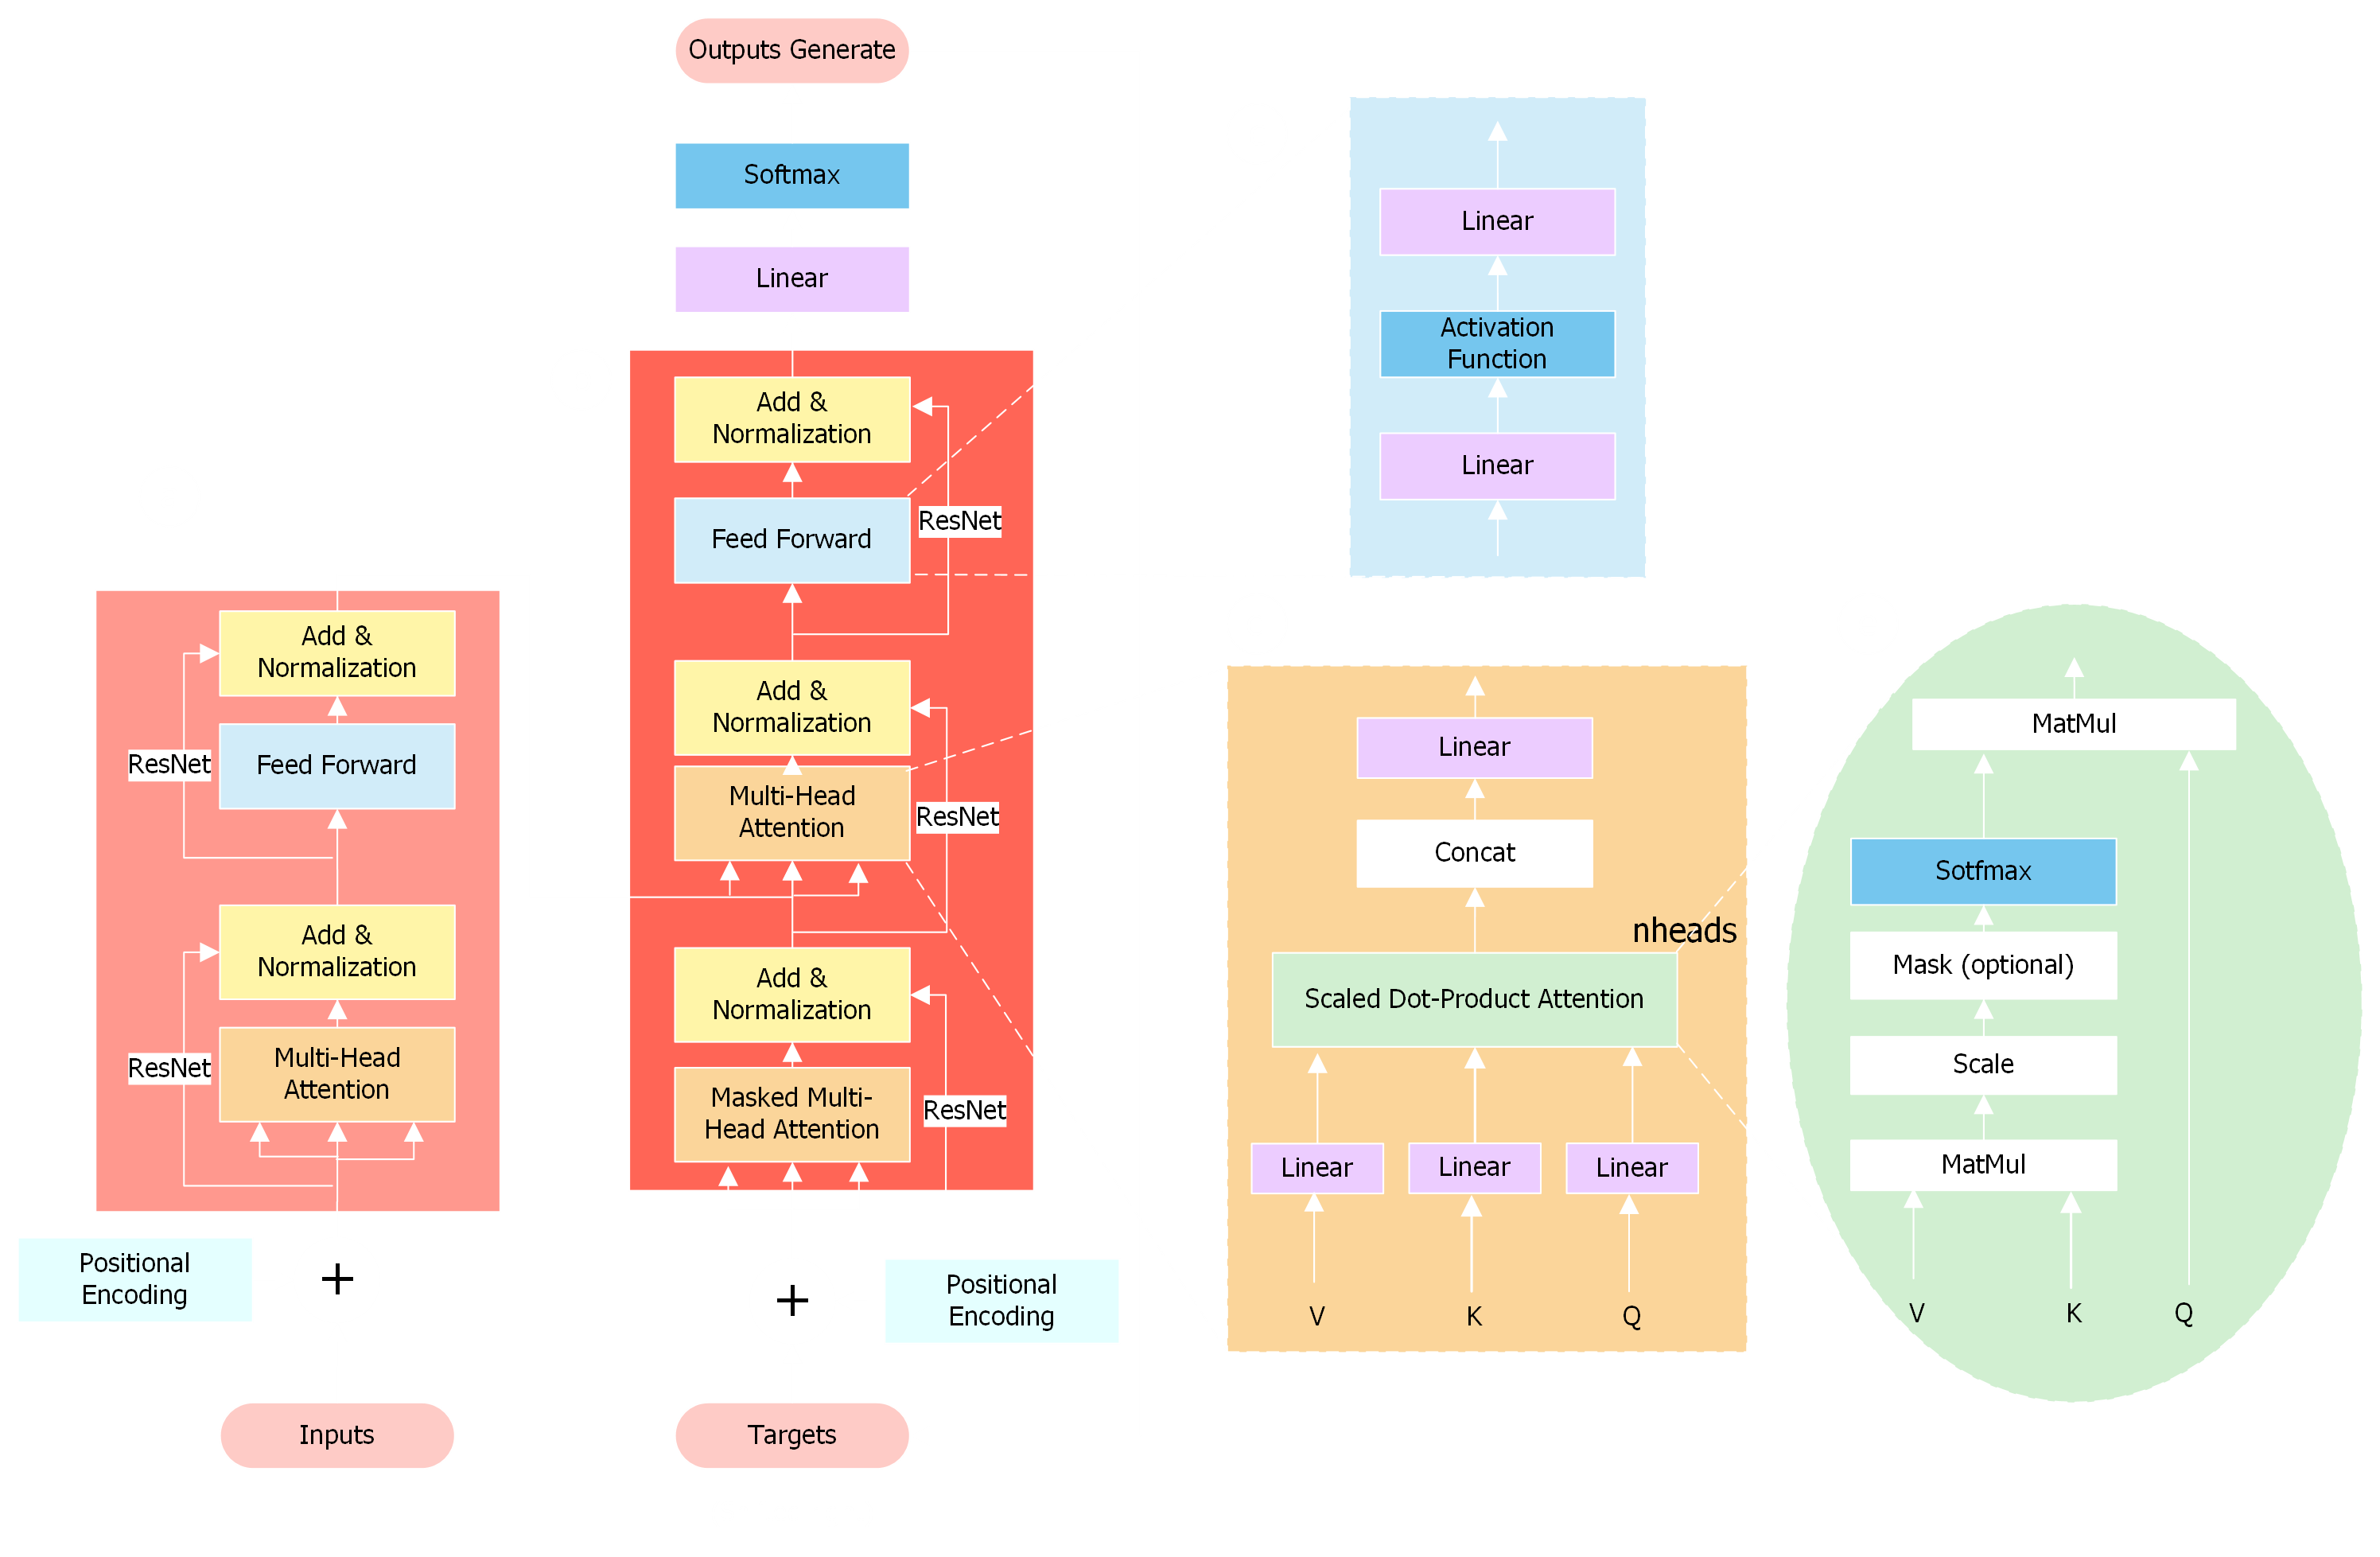 Outputs Generate
Softmax
Linear
Add &
Normalization
Feed Forward
ResNet
Add &
Normalization
Multi-Head
Attention
ResNet
Add &
Normalization
Masked Multi-
Head Attention
ResNet
+
Positional
Encoding
Targets
Add &
Normalization
Feed Forward
ResNet
Add &
Normalization
Multi-Head
Attention
ResNet
Positional
Encoding
+
Inputs
Linear
Activation
Function
Linear
Linear
Concat
nheads
Scaled Dot-Product Attention
Linear Linear Linear
V K Q
MatMul
Sotfmax
Mask (optional)
Scale
MatMul
V K Q